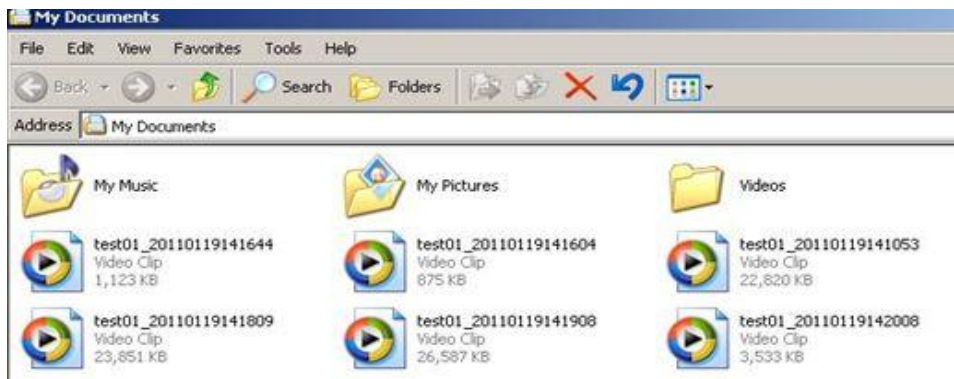 My Documents
File Edit View Favorites Tools Help
Back Search Folders
Address My Documents
My Music My Pictures Videos
test01_20110119141644 test01_20110119141604 test01_20110119141053
Video Clip Video Clip Video Clip
1,123 KB 875 KB 22,820 KB
test01_20110119141809 test01_20110119141908 test01_20110119142008
Video Clip Video Clip Video Clip
23,851 KB 26,587 KB 3,533 KB